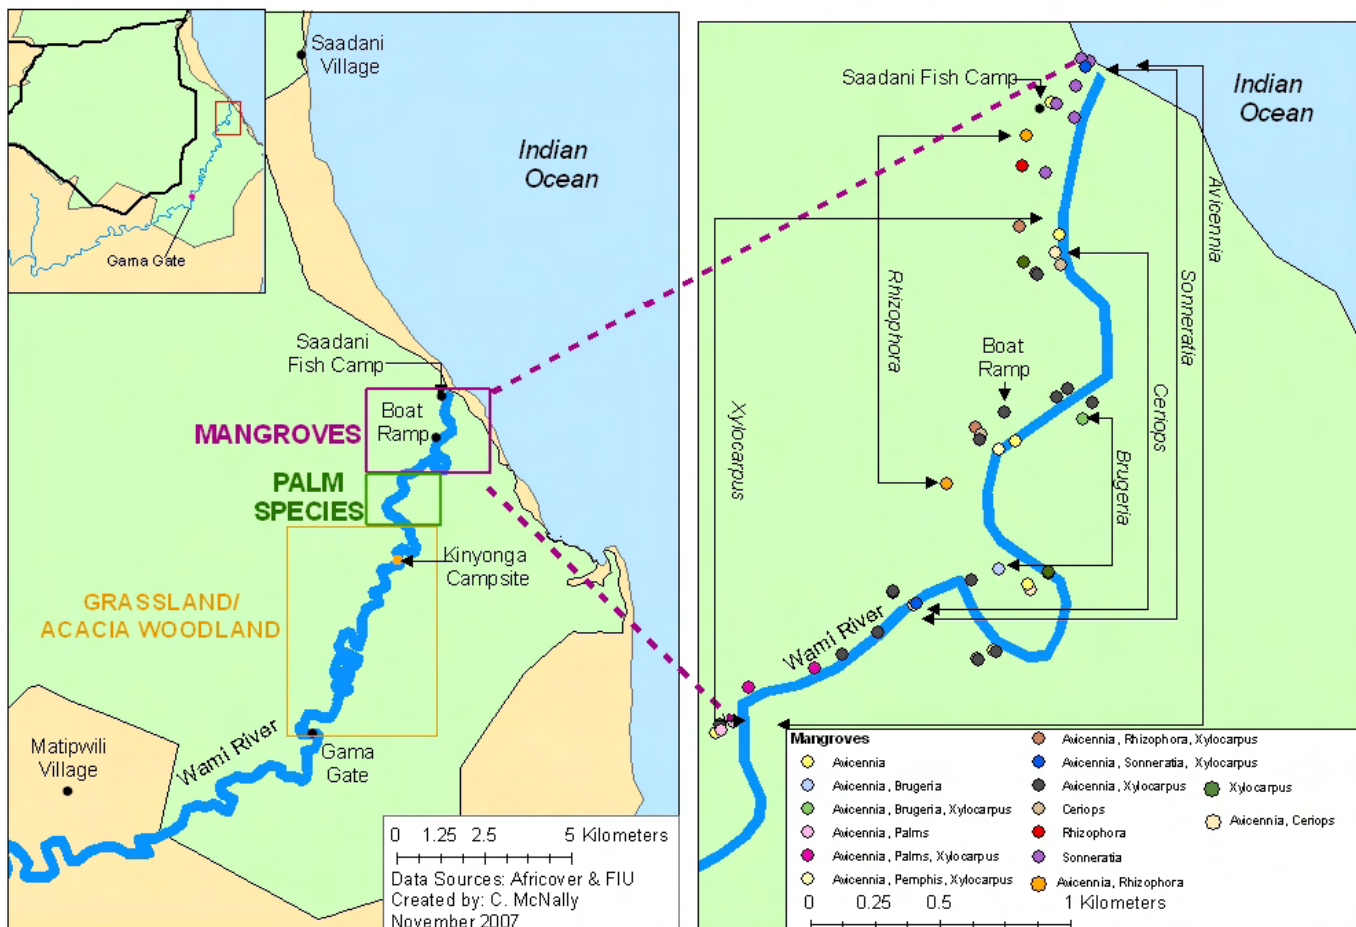 Gama Gate
Saadani
Village
Indian
Ocean
Saadani
Fish Camp
Boat
Ramp
MANGROVES
PALM
SPECIES
Kinyonga
Campsite
GRASSLAND/
ACACIA WOODLAND
Wami River
Gama
Gate
Matipwili
Village
0 1.25 2.5 5 Kilometers
Data Sources: Africover & FIU
Created by: C. McNally
November 2007
Saadani Fish Camp
Indian
Ocean
Avicennia
Sonneratia
Rhizophora
Boat
Ramp
Xylocarpus
Ceriops
Brugeria
Wami River
Mangroves
Avicennia
Avicennia, Brugeria
Avicennia, Brugeria, Xylocarpus
Avicennia, Palms
Avicennia, Palms, Xylocarpus
Avicennia, Pemphis, Xylocarpus
Avicennia, Rhizophora, Xylocarpus
Avicennia, Sonneratia, Xylocarpus
Avicennia, Xylocarpus
Ceriops
Rhizophora
Sonneratia
Avicennia, Rhizophora
Xylocarpus
Avicennia, Ceriops
0 0.25 0.5 1 Kilometers